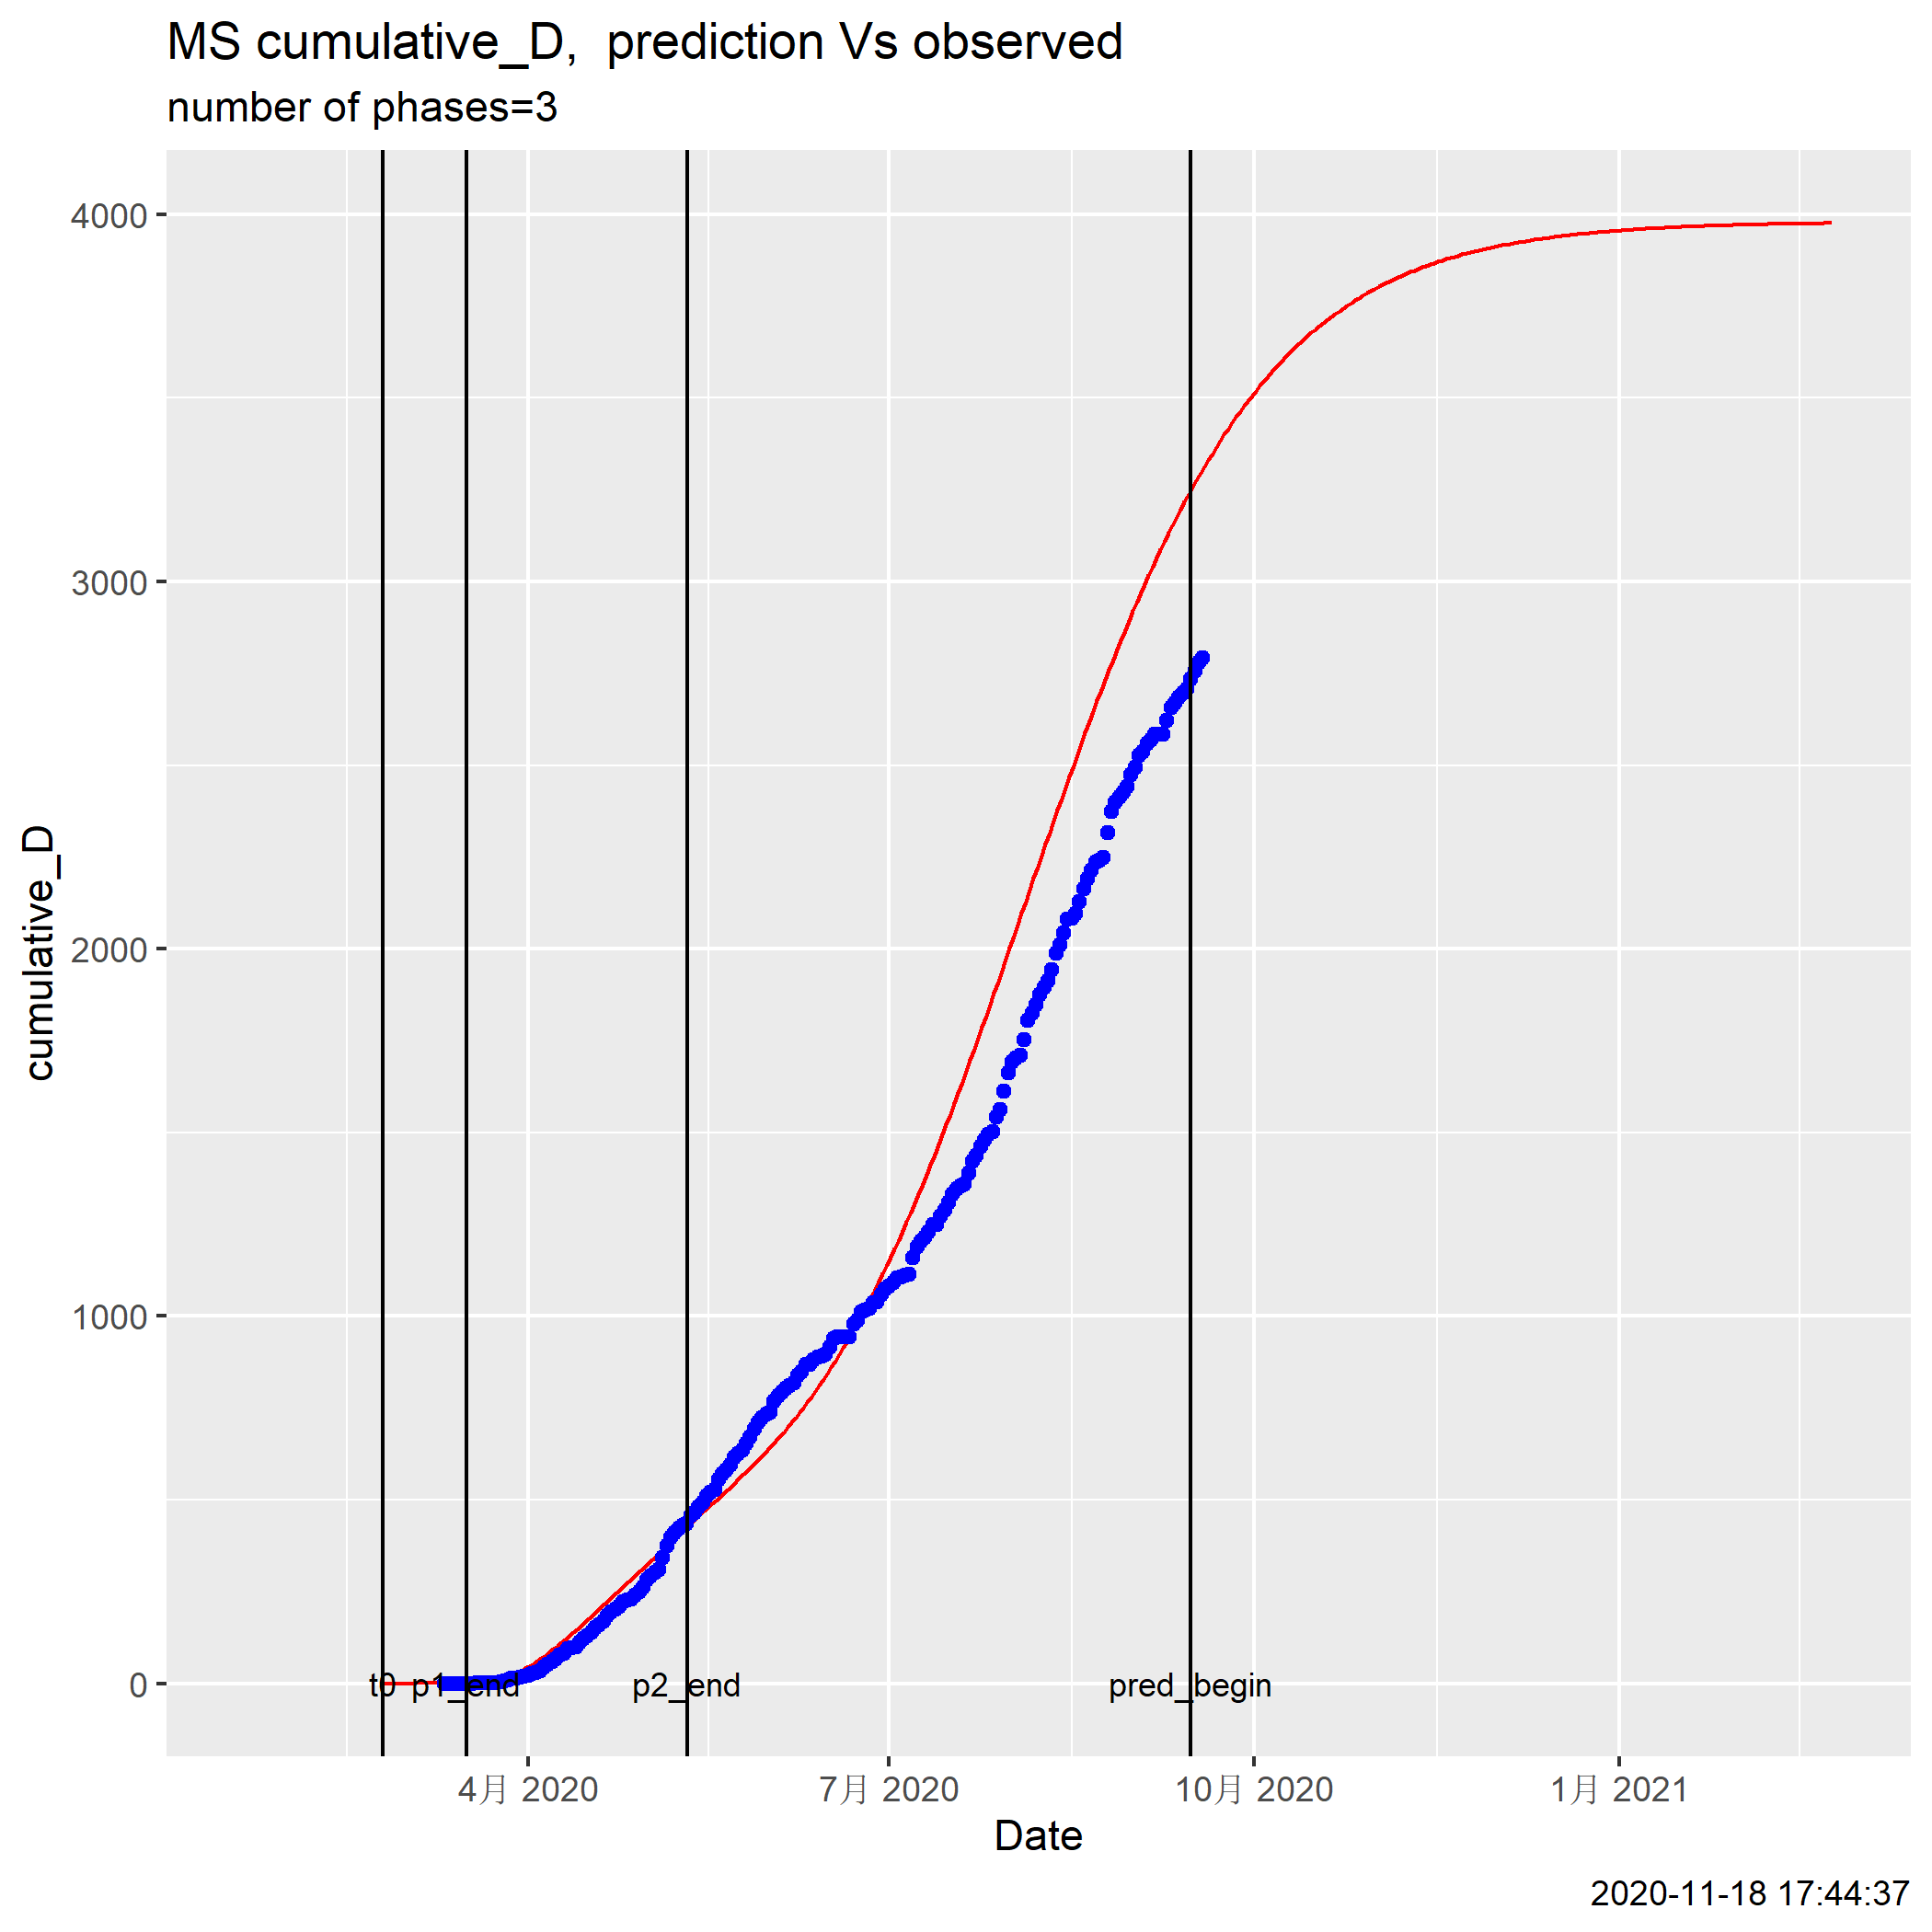 MS cumulative_D,  prediction Vs observed
number of phases=3
4000
3000
2000
1000
0
cumulative_D
t0 p1_end p2_end pred_begin
4月 2020 7月 2020 10月 2020 1月 2021
Date
2020-11-18 17:44:37